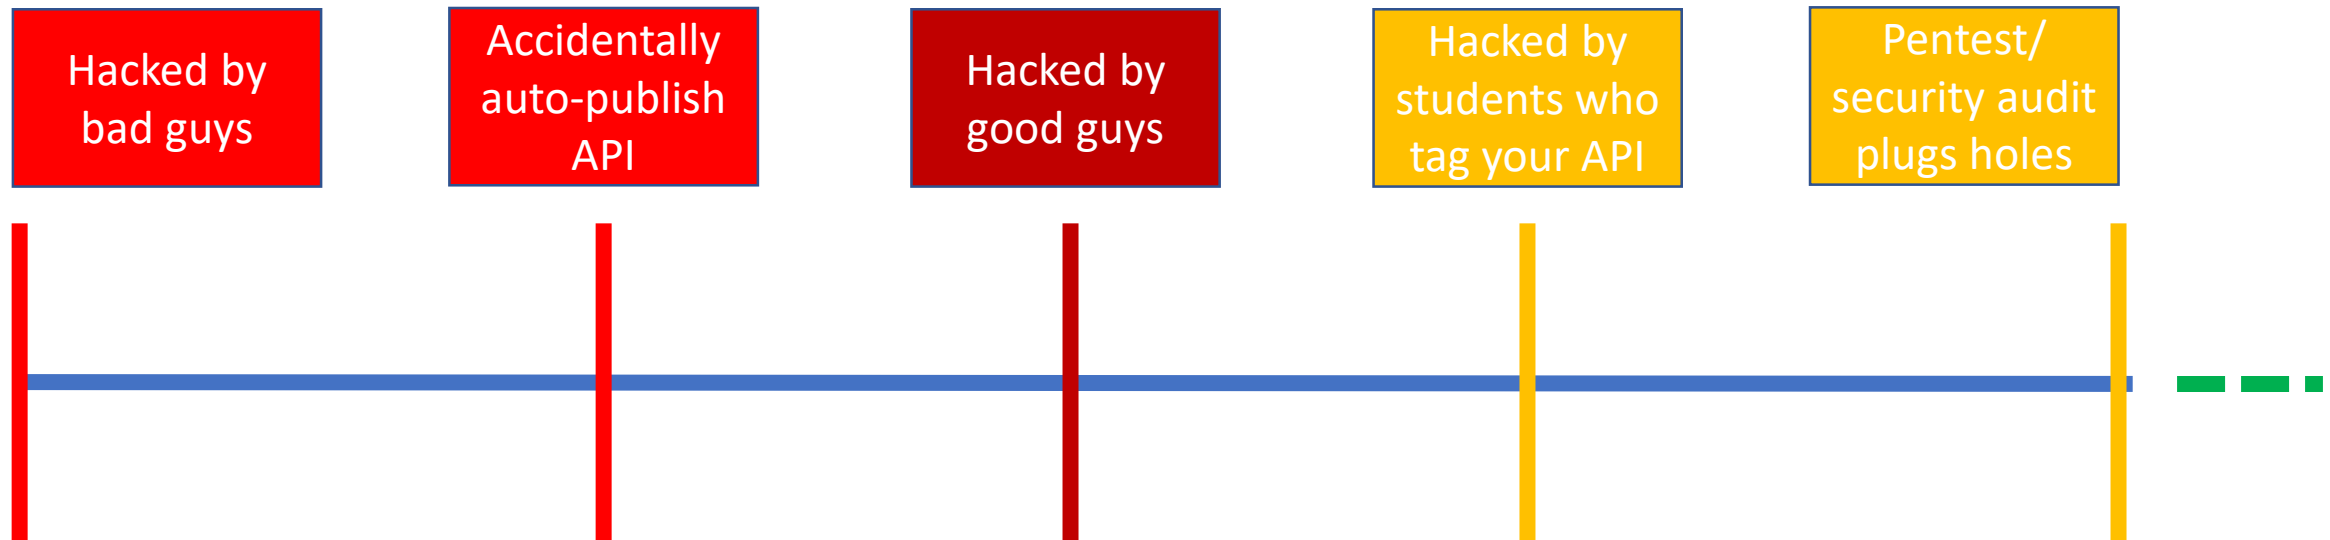 Hacked by
bad guys
Accidentally
auto-publish
API
Hacked by
good guys
Hacked by
students who
tag your API
Pentest/
security audit
plugs holes